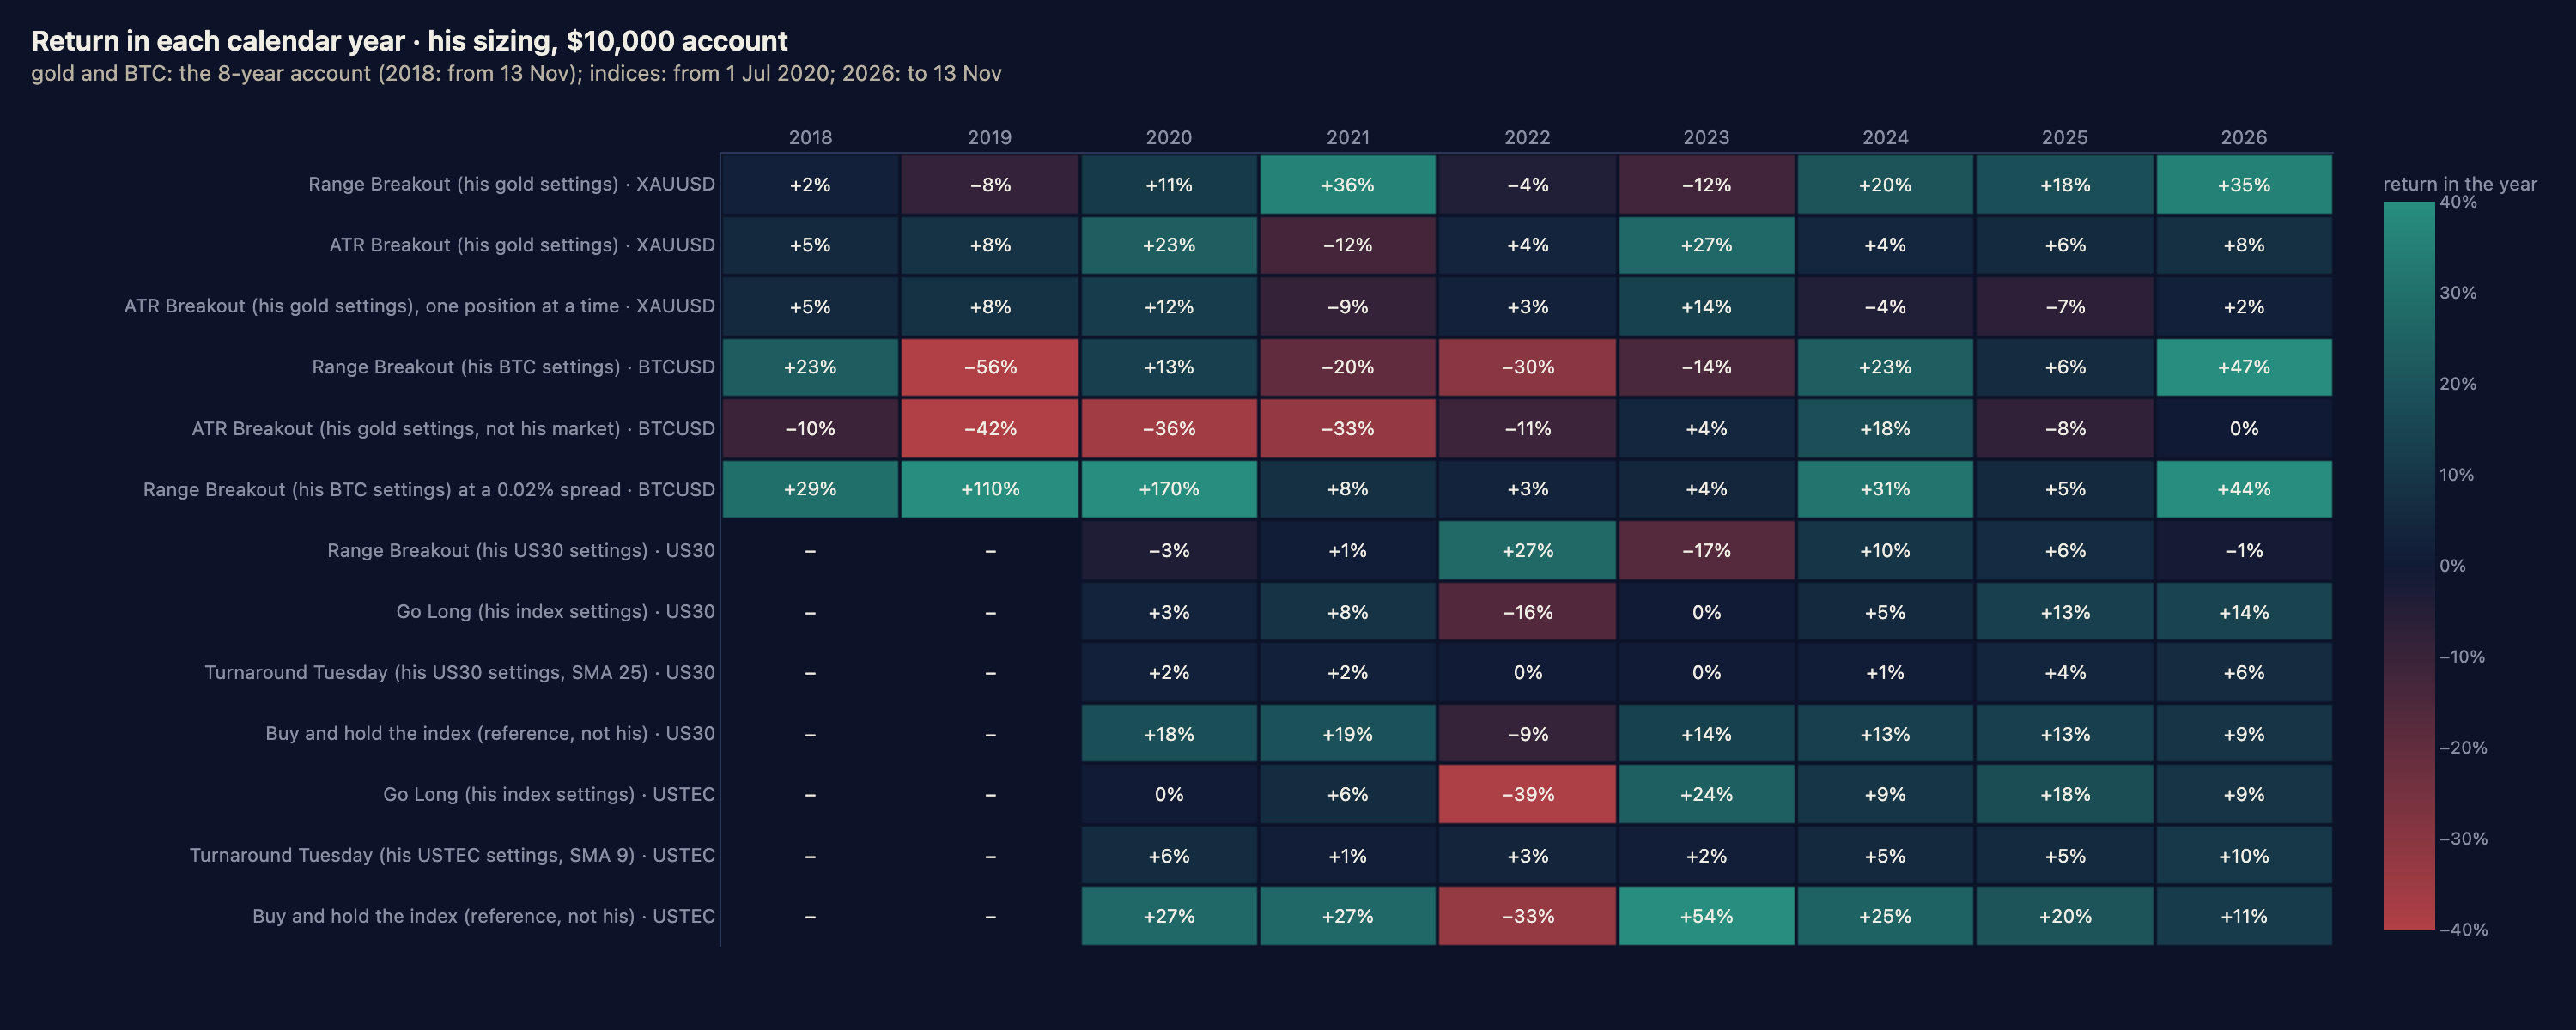 Return in each calendar year · his sizing, $10,000 account
gold and BTC: the 8-year account (2018: from 13 Nov); indices: from 1 Jul 2020; 2026: to 13 Nov
2018 2019 2020 2021 2022 2023 2024 2025 2026
Range Breakout (his gold settings) · XAUUSD +2% −8% +11% +36% −4% −12% +20% +18% +35%
ATR Breakout (his gold settings) · XAUUSD +5% +8% +23% −12% +4% +27% +4% +6% +8%
ATR Breakout (his gold settings), one position at a time · XAUUSD +5% +8% +12% −9% +3% +14% −4% −7% +2%
Range Breakout (his BTC settings) · BTCUSD +23% −56% +13% −20% −30% −14% +23% +6% +47%
ATR Breakout (his gold settings, not his market) · BTCUSD −10% −42% −36% −33% −11% +4% +18% −8% 0%
Range Breakout (his BTC settings) at a 0.02% spread · BTCUSD +29% +110% +170% +8% +3% +4% +31% +5% +44%
Range Breakout (his US30 settings) · US30 – – −3% +1% +27% −17% +10% +6% −1%
Go Long (his index settings) · US30 – – +3% +8% −16% 0% +5% +13% +14%
Turnaround Tuesday (his US30 settings, SMA 25) · US30 – – +2% +2% 0% 0% +1% +4% +6%
Buy and hold the index (reference, not his) · US30 – – +18% +19% −9% +14% +13% +13% +9%
Go Long (his index settings) · USTEC – – 0% +6% −39% +24% +9% +18% +9%
Turnaround Tuesday (his USTEC settings, SMA 9) · USTEC – – +6% +1% +3% +2% +5% +5% +10%
Buy and hold the index (reference, not his) · USTEC – – +27% +27% −33% +54% +25% +20% +11%
return in the year
40%
30%
20%
10%
0%
−10%
−20%
−30%
−40%